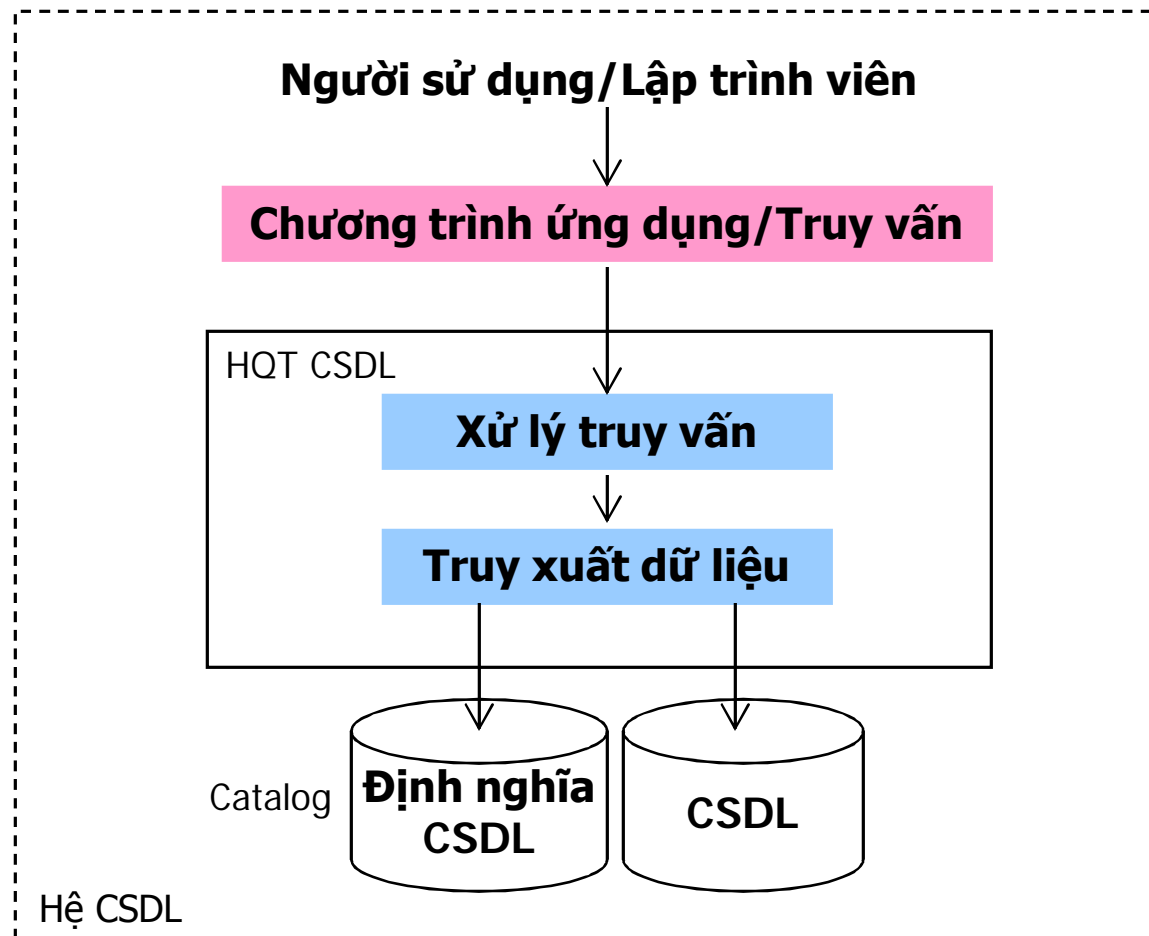 Người sử dụng/Lập trình viên
Chương trình ứng dụng/Truy vấn
HQT CSDL
Xử lý truy vấn
Truy xuất dữ liệu
Catalog
Định nghĩa
CSDL
CSDL
Hệ CSDL